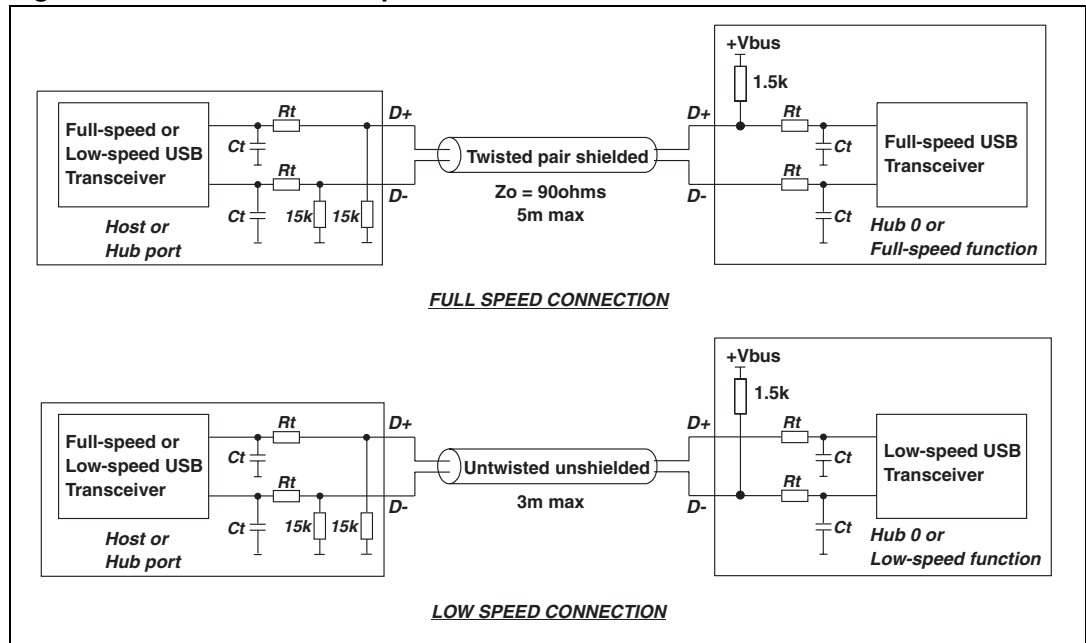 +Vbus
1.5k
Full-speed or
Low-speed USB
Transceiver
Rt
Ct
Rt
Ct
15k
15k
D+
D-
Host or
Hub port
Twisted pair shielded
Zo = 90ohms
5m max
D+
D-
Rt
Ct
Rt
Ct
Full-speed USB
Transceiver
Hub 0 or
Full-speed function
FULL SPEED CONNECTION
+Vbus
1.5k
Full-speed or
Low-speed USB
Transceiver
Rt
Ct
Rt
Ct
15k
15k
D+
D-
Host or
Hub port
Untwisted unshielded
3m max
D+
D-
Rt
Ct
Rt
Ct
Low-speed USB
Transceiver
Hub 0 or
Low-speed function
LOW SPEED CONNECTION